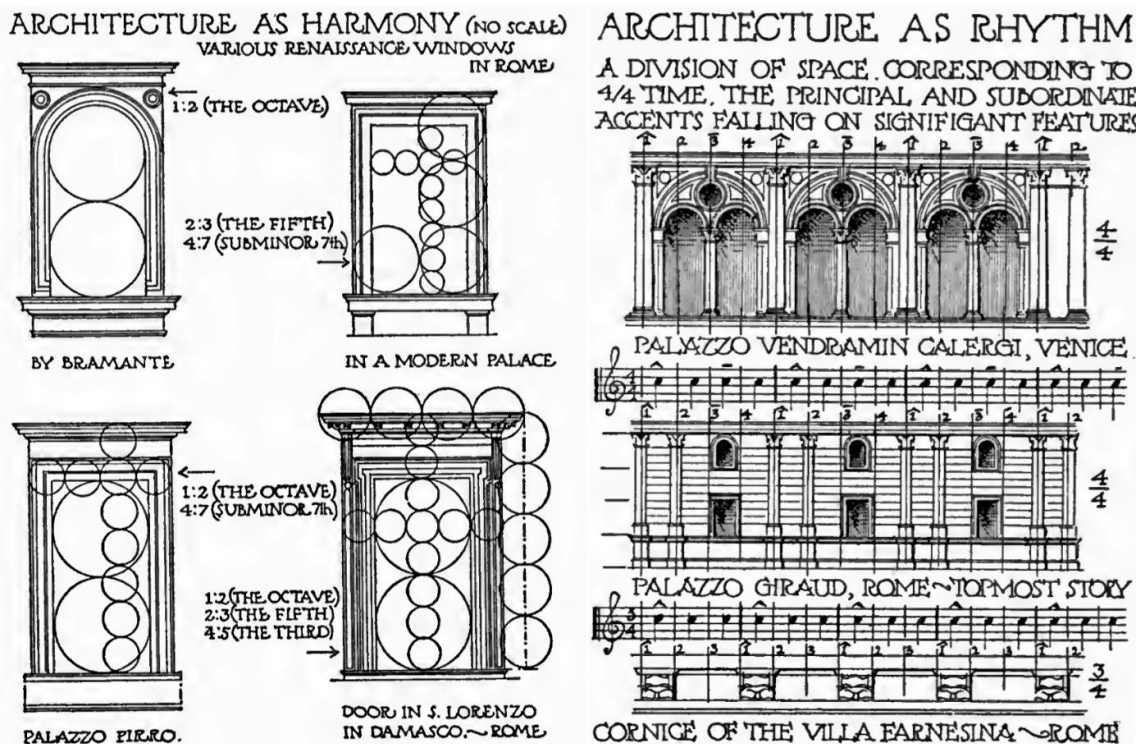 ARCHITECTURE AS HARMONY (NO SCALE)
VARIOUS RENAISSANCE WINDOWS
IN ROME
1:2 (THE OCTAVE)
2:3 (THE FIFTH)
4:7 (SUBMINOR 7th)
BY BRAMANTE
IN A MODERN PALACE
1:2 (THE OCTAVE)
4:7 (SUBMINOR 7th)
1:2 (THE OCTAVE)
2:3 (THE FIFTH)
4:5 (THE THIRD)
PALAZZO PIRRO.
DOOR IN S. LORENZO
IN DAMASCO.~ROME
ARCHITECTURE AS RHYTHM
A DIVISION OF SPACE CORRESPONDING TO
4/4 TIME, THE PRINCIPAL AND SUBORDINATE
ACCENTS FALLING ON SIGNIFIGANT FEATURES
1 2 3 4 1 2 3 4 1 2 3 4 1 2
4/4
PALAZZO VENDRAMIN CALERGI, VENICE.
4/4
1 2 3 4 1 2 3 4 1 2 3 4 1 2
4/4
PALAZZO GIRAUD, ROME~TOPMOST STORY
3/4
1 2 3 1 2 3 1 2 3 1 2 3 1 2
3/4
CORNICE OF THE VILLA FARNESINA~ROME